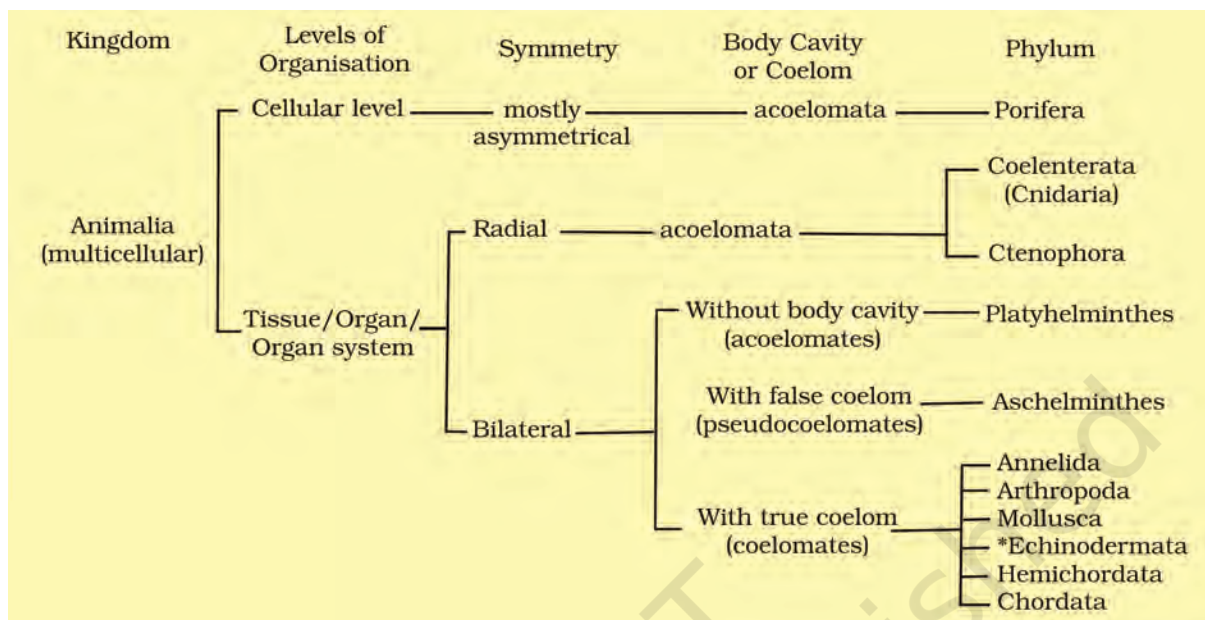 Kingdom
Levels of
Organisation
Symmetry
Body Cavity
or Coelom
Phylum
Cellular level
mostly
asymmetrical
acoelomata
Porifera
Animalia
(multicellular)
Tissue/Organ/
Organ system
Radial
acoelomata
Coelenterata
(Cnidaria)
Ctenophora
Bilateral
Without body cavity
(acoelomates)
Platyhelminthes
With false coelom
(pseudocoelomates)
Aschelminthes
With true coelom
(coelomates)
Annelida
Arthropoda
Mollusca
*Echinodermata
Hemichordata
Chordata